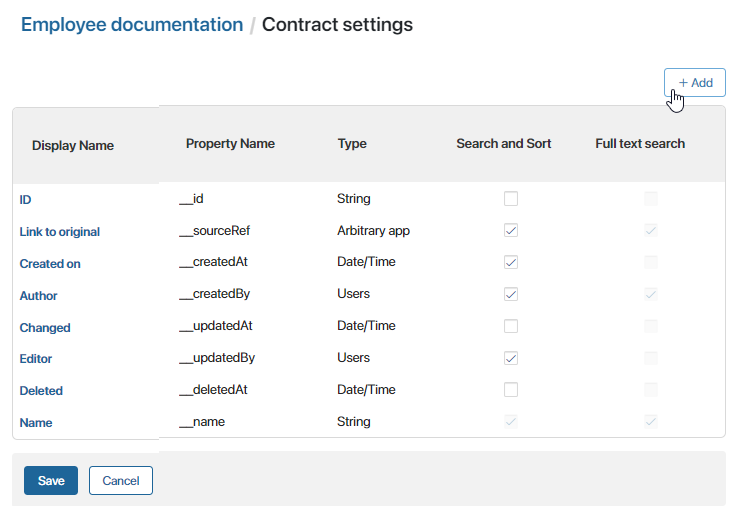 Employee documentation / Contract settings
+ Add
Display Name Property Name Type Search and Sort Full text search
ID __id String
Link to original __sourceRef Arbitrary app
Created on __createdAt Date/Time
Author __createdBy Users
Changed __updatedAt Date/Time
Editor __updatedBy Users
Deleted __deletedAt Date/Time
Name __name String
Save Cancel